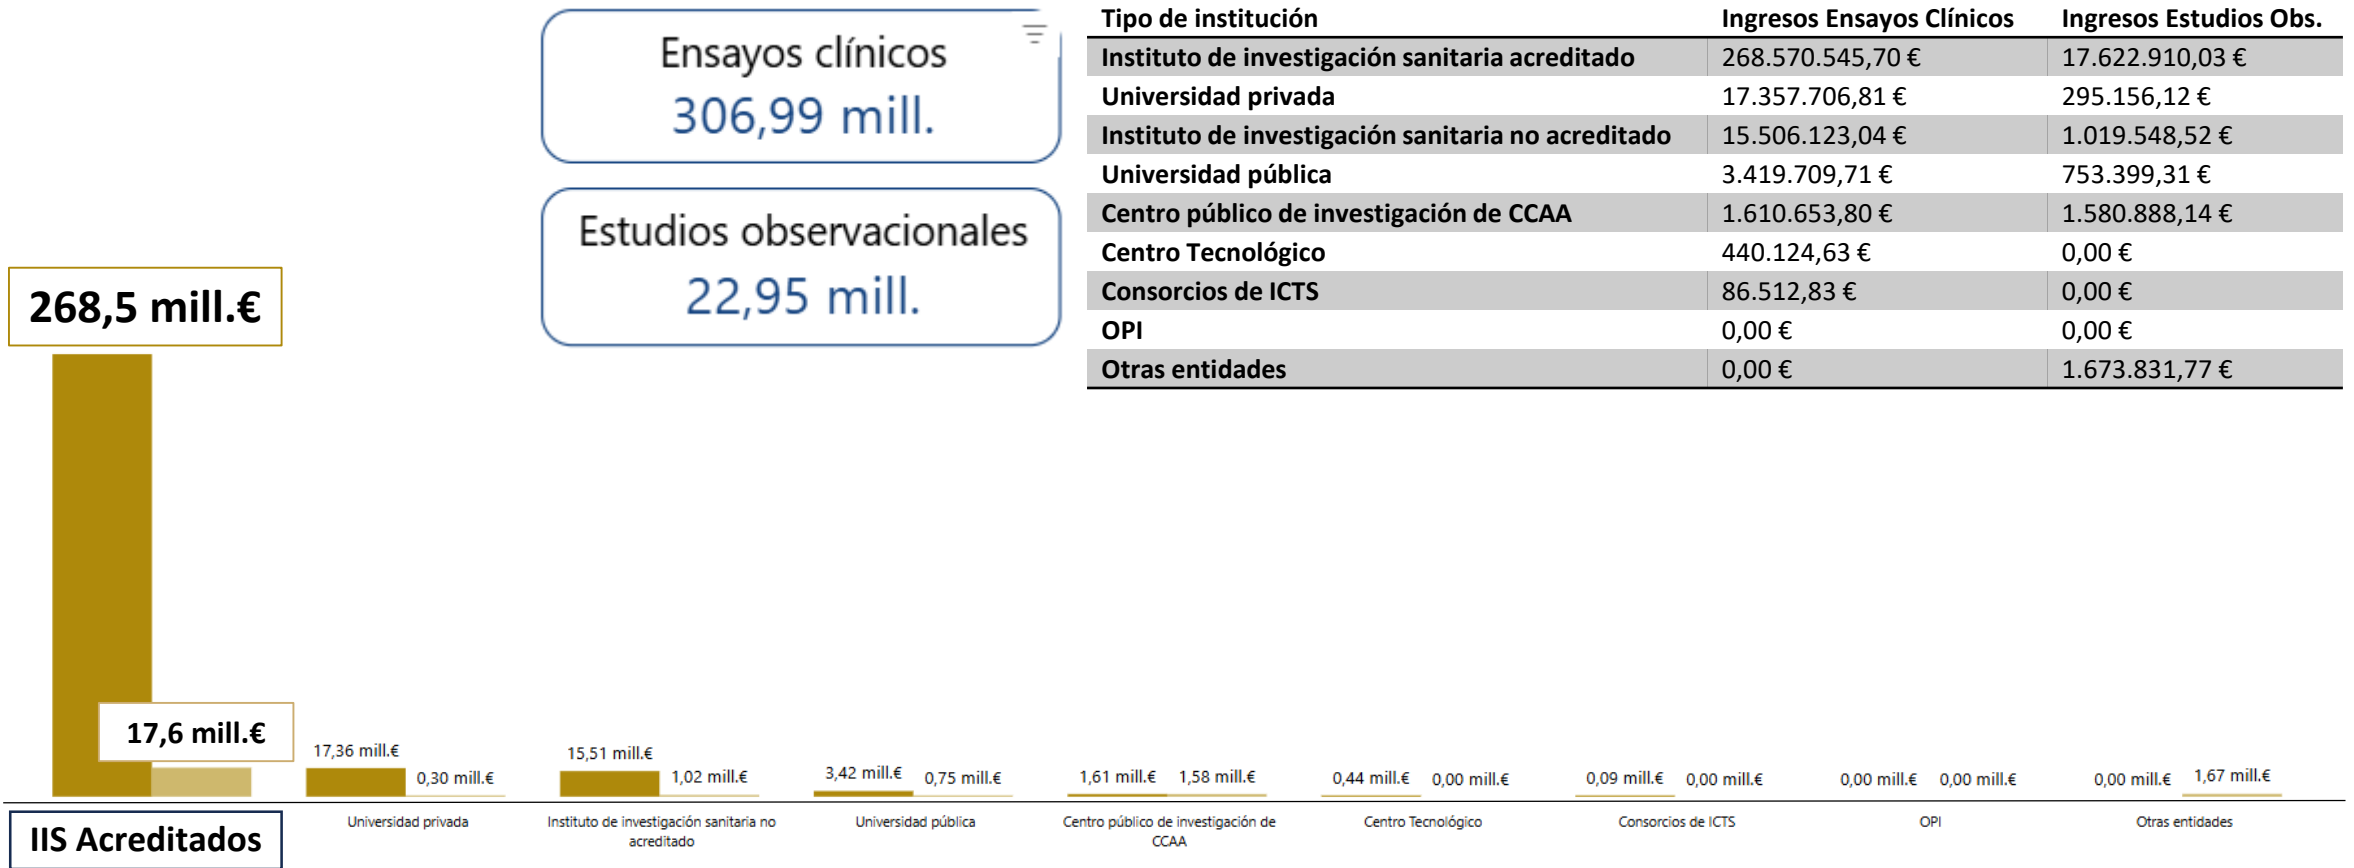 Ensayos clínicos
306,99 mill.
Estudios observacionales
22,95 mill.
Tipo de institución Ingresos Ensayos Clínicos Ingresos Estudios Obs.
Instituto de investigación sanitaria acreditado 268.570.545,70 € 17.622.910,03 €
Universidad privada 17.357.706,81 € 295.156,12 €
Instituto de investigación sanitaria no acreditado 15.506.123,04 € 1.019.548,52 €
Universidad pública 3.419.709,71 € 753.399,31 €
Centro público de investigación de CCAA 1.610.653,80 € 1.580.888,14 €
Centro Tecnológico 440.124,63 € 0,00 €
Consorcios de ICTS 86.512,83 € 0,00 €
OPI 0,00 € 0,00 €
Otras entidades 0,00 € 1.673.831,77 €
268,5 mill.€
17,6 mill.€
17,36 mill.€ 0,30 mill.€
15,51 mill.€ 1,02 mill.€
3,42 mill.€ 0,75 mill.€
1,61 mill.€ 1,58 mill.€
0,44 mill.€ 0,00 mill.€
0,09 mill.€ 0,00 mill.€
0,00 mill.€ 0,00 mill.€
0,00 mill.€ 1,67 mill.€
IIS Acreditados
Universidad privada
Instituto de investigación sanitaria no
acreditado
Universidad pública
Centro público de investigación de
CCAA
Centro Tecnológico
Consorcios de ICTS
OPI
Otras entidades